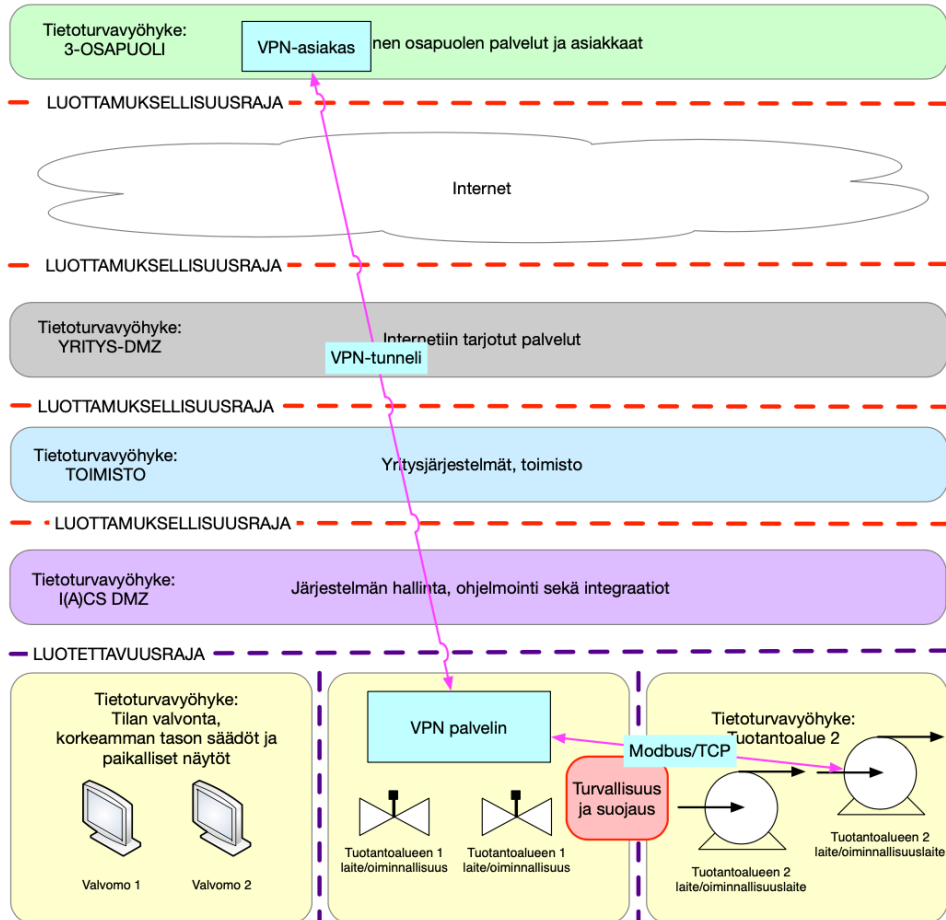 Tietoturvavyöhyke:
3-OSAPUOLI
VPN-asiakas
nen osapuolen palvelut ja asiakkaat
LUOTTAMUKSELLISUUSRAJA
Internet
LUOTTAMUKSELLISUUSRAJA
Tietoturvavyöhyke:
YRITYS-DMZ
Internetiin tarjotut palvelut
VPN-tunneli
LUOTTAMUKSELLISUUSRAJA
Tietoturvavyöhyke:
TOIMISTO
Yritysjärjestelmät, toimisto
LUOTTAMUKSELLISUUSRAJA
Tietoturvavyöhyke:
I(A)CS DMZ
Järjestelmän hallinta, ohjelmointi sekä integraatiot
LUOTETTAVUUSRAJA
Tietoturvavyöhyke:
Tilan valvonta,
korkeamman tason säädöt ja
paikalliset näytöt
Valvomo 1
Valvomo 2
VPN palvelin
Tuotantoalueen 1
laite/oiminnallisuus
Tuotantoalueen 1
laite/oiminnallisuus
Turvallisuus
ja suojaus
Modbus/TCP
Tietoturvavyöhyke:
Tuotantoalue 2
Tuotantoalueen 2
laite/oiminnallisuuslaite
Tuotantoalueen 2
laite/oiminnallisuuslaite